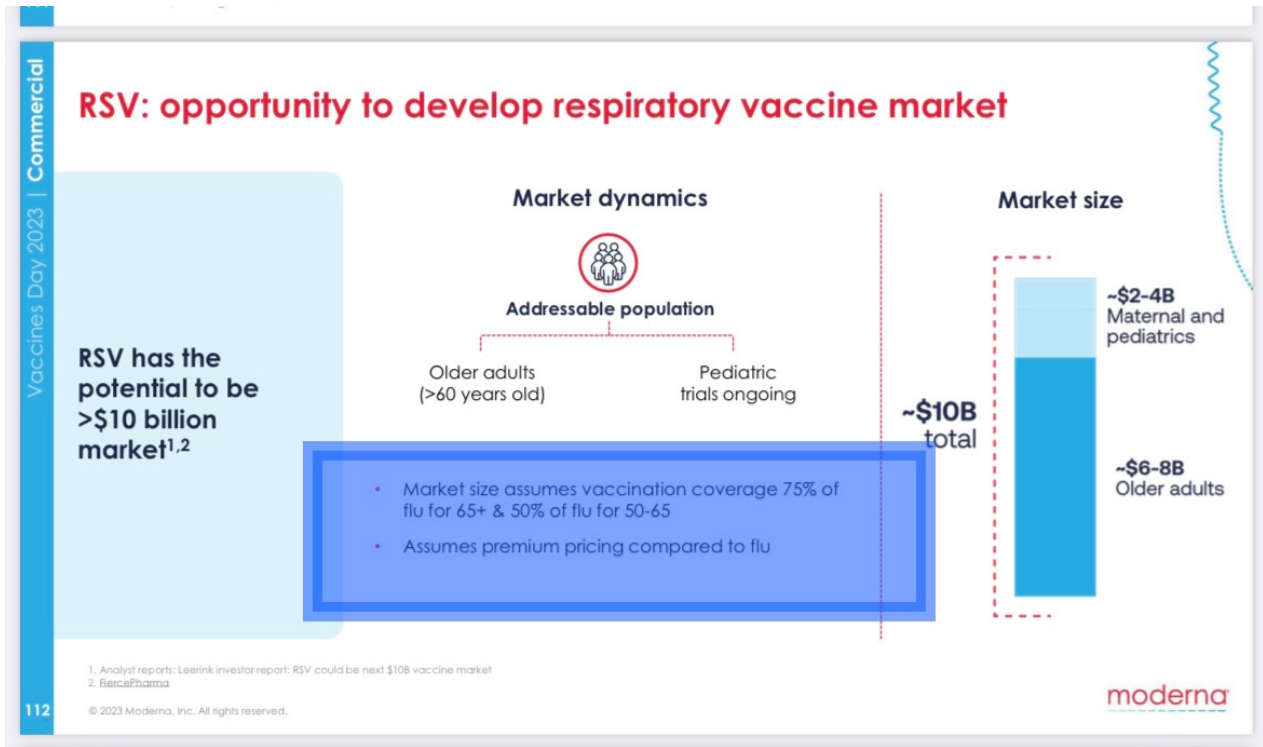 RSV: opportunity to develop respiratory vaccine market
Vaccines Day 2023 | Commercial
RSV has the
potential to be
>$10 billion
market1,2
Market dynamics
Addressable population
Older adults
(>60 years old)
Pediatric
trials ongoing
• Market size assumes vaccination coverage 75% of
flu for 65+ & 50% of flu for 50-65
• Assumes premium pricing compared to flu
Market size
~$10B
total
~$2-4B
Maternal and
pediatrics
~$6-8B
Older adults
1. Analyst reports: Leerink investor report: RSV could be next $10B vaccine market
2. FiercePharma
112
© 2023 Moderna, Inc. All rights reserved.
moderna